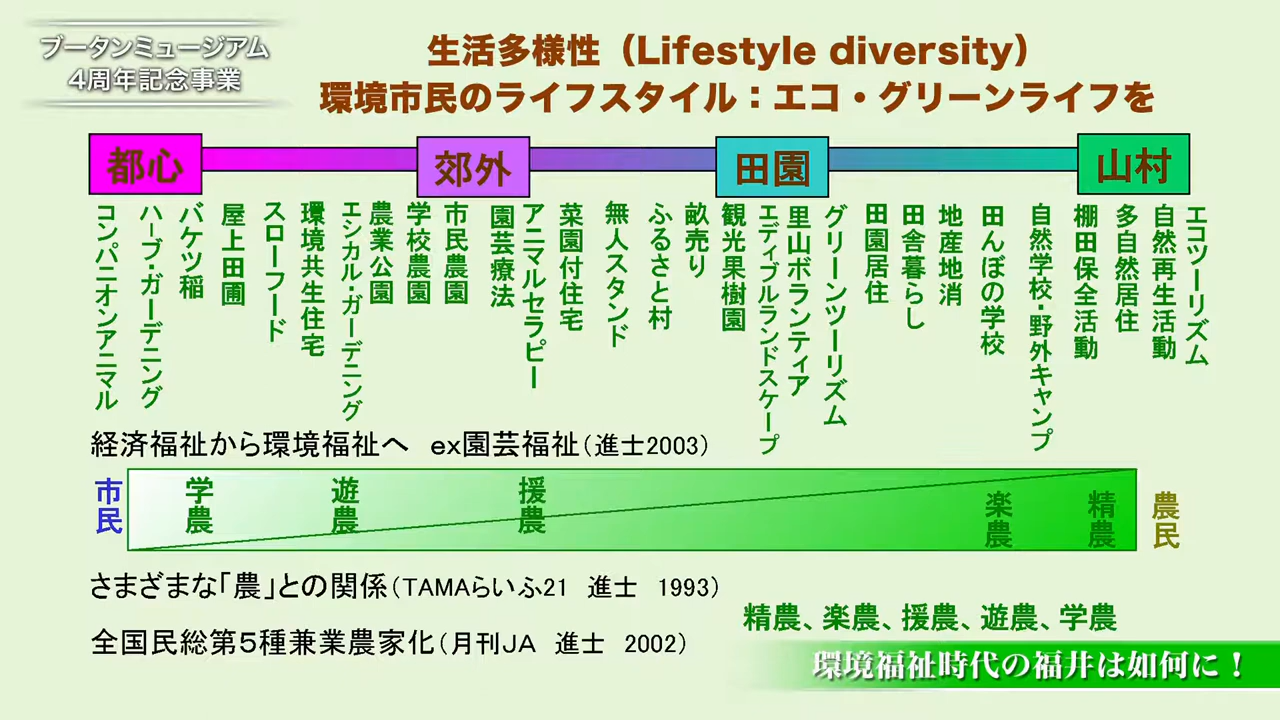 ブータンミュージアム
4周年記念事業
生活多様性（Lifestyle diversity）
環境市民のライフスタイル：エコ・グリーンライフを
都心
郊外
田園
山村
コンパニオンアニマル
ハーブ・ガーデニング
バケツ稲
屋上田圃
スローフード
環境共生住宅
エシカル・ガーデニング
農業公園
学校農園
市民農園
園芸療法
アニマルセラピー
菜園付住宅
無人スタンド
ふるさと村
畝売り
観光果樹園
エディブルランドスケープ
里山ボランティア
グリーンツーリズム
田園居住
田舎暮らし
地産地消
田んぼの学校
自然学校・野外キャンプ
棚田保全活動
多自然居住
自然再生活動
エコツーリズム
経済福祉から環境福祉へ　ex園芸福祉（進士2003）
市民
学農
遊農
援農
楽農
精農
農民
さまざまな「農」との関係（TAMAらいふ21　進士　1993）
全国民総第5種兼業農家化（月刊JA　進士　2002）
精農、楽農、援農、遊農、学農
環境福祉時代の福井は如何に！